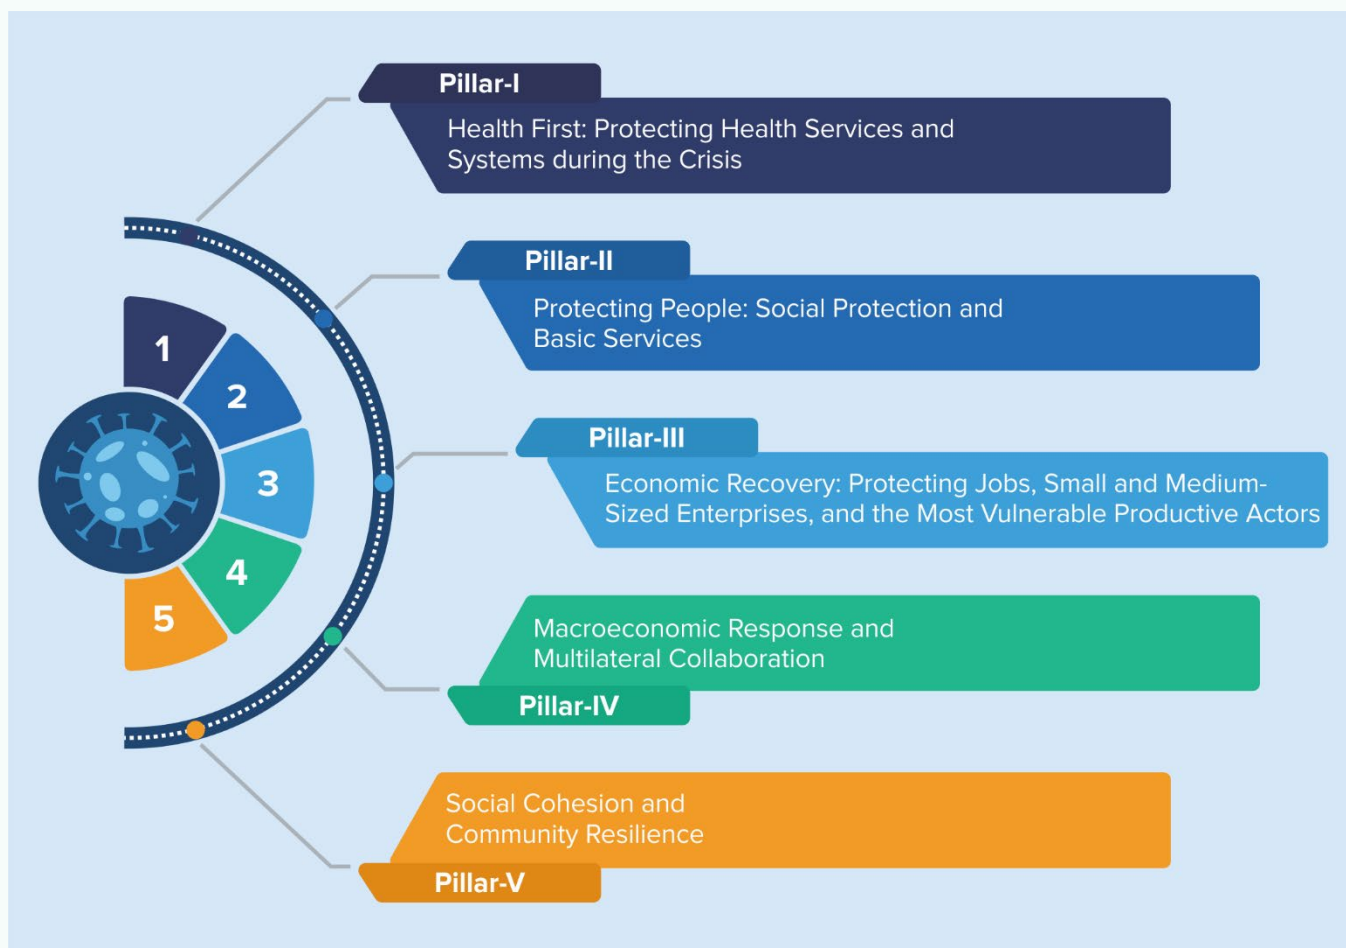 Pillar-I
Health First: Protecting Health Services and
Systems during the Crisis
Pillar-II
Protecting People: Social Protection and
Basic Services
Pillar-III
Economic Recovery: Protecting Jobs, Small and Medium-
Sized Enterprises, and the Most Vulnerable Productive Actors
Macroeconomic Response and
Multilateral Collaboration
Pillar-IV
Social Cohesion and
Community Resilience
Pillar-V
1
2
3
4
5